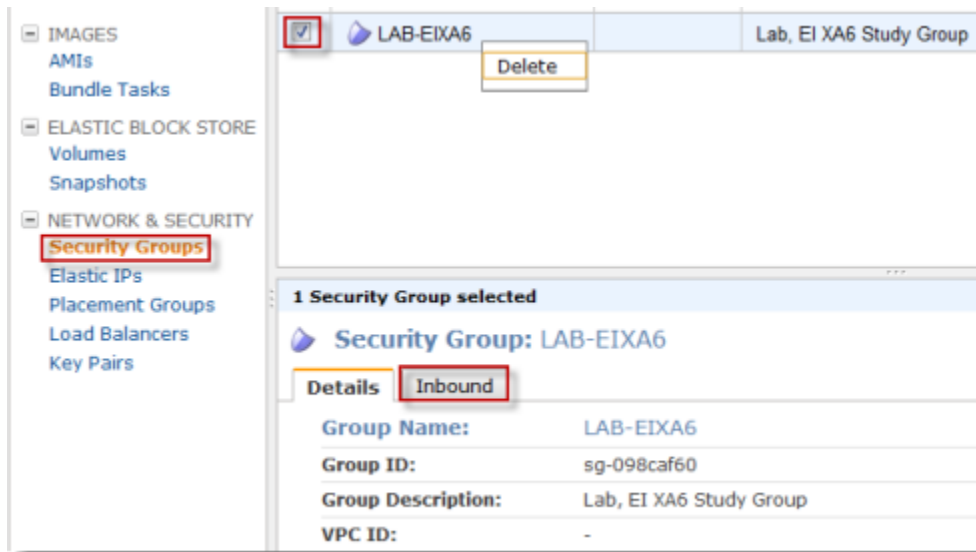 IMAGES
AMIs
Bundle Tasks
ELASTIC BLOCK STORE
Volumes
Snapshots
NETWORK & SECURITY
Security Groups
Elastic IPs
Placement Groups
Load Balancers
Key Pairs
LAB-EIXA6 Lab, EI XA6 Study Group
Delete
1 Security Group selected
Security Group: LAB-EIXA6
Details Inbound
Group Name: LAB-EIXA6
Group ID: sg-098caf60
Group Description: Lab, EI XA6 Study Group
VPC ID: -